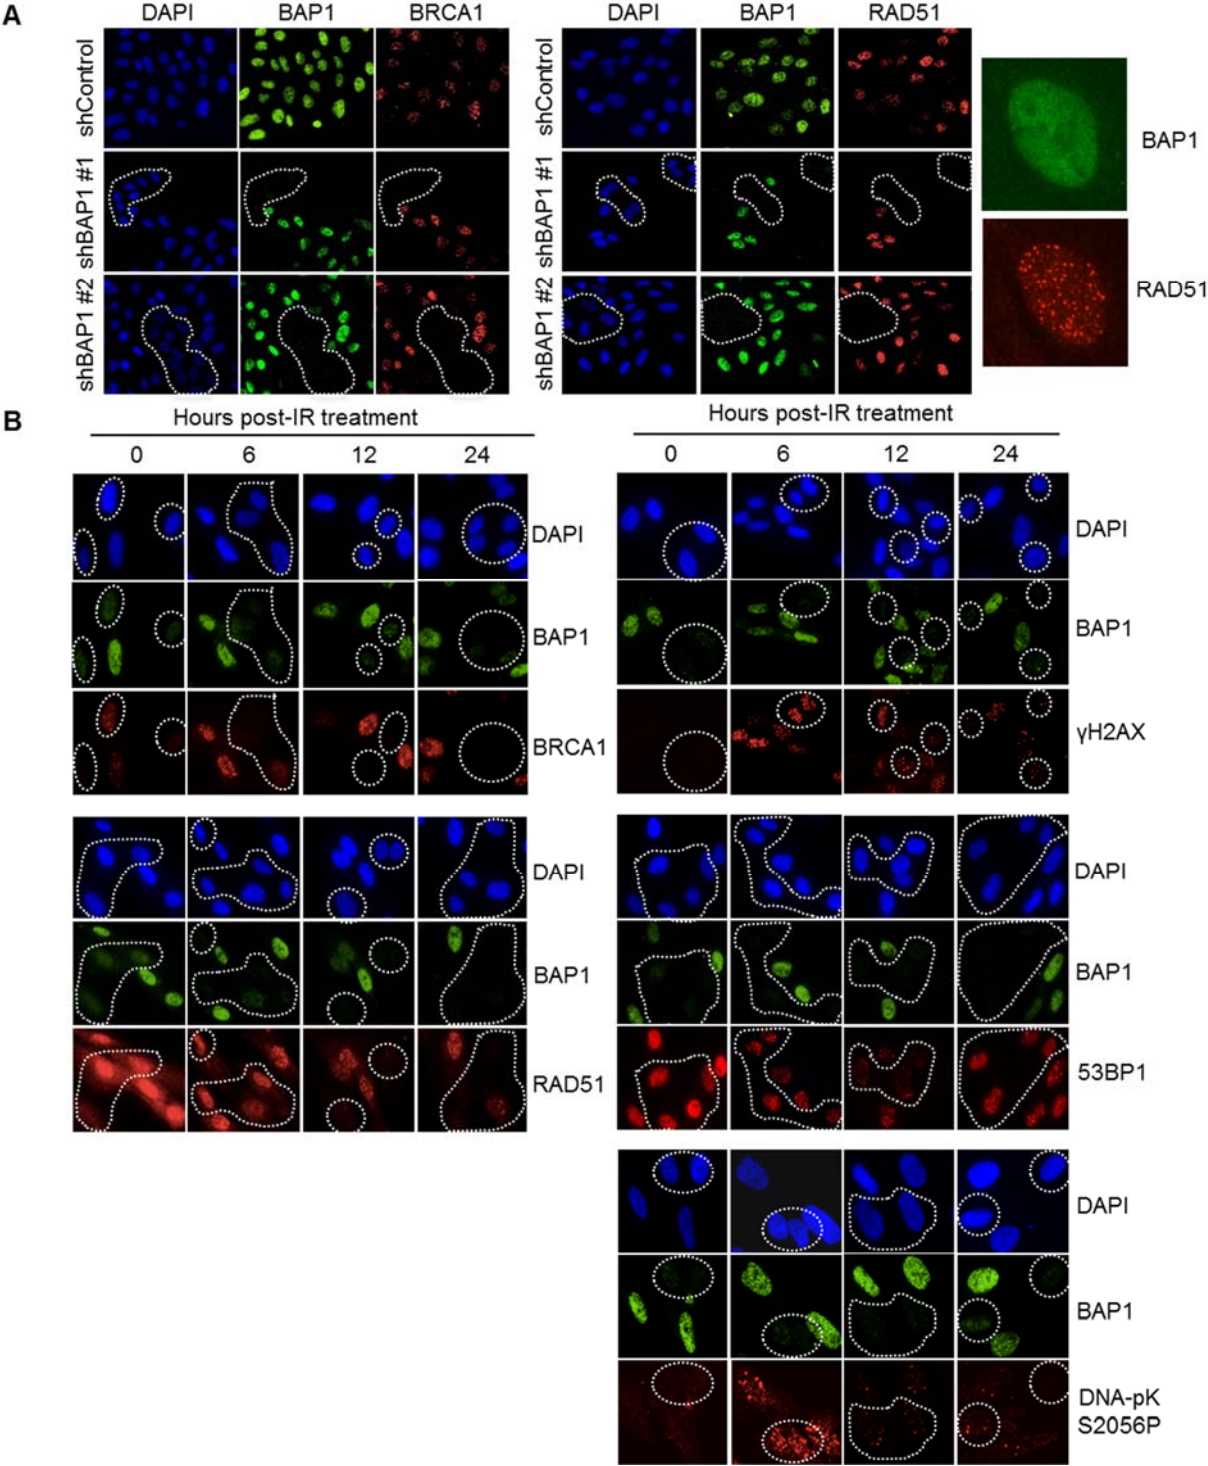 A
DAPI BAP1 BRCA1 DAPI BAP1 RAD51
shControl shControl
BAP1
shBAP1 #1 shBAP1 #1
RAD51
shBAP1 #2 shBAP1 #2
B
Hours post-IR treatment Hours post-IR treatment
0 6 12 24 0 6 12 24
DAPI DAPI
BAP1 BAP1
BRCA1 γH2AX
DAPI DAPI
BAP1 BAP1
RAD51 53BP1
DAPI
BAP1
DNA-pK
S2056P